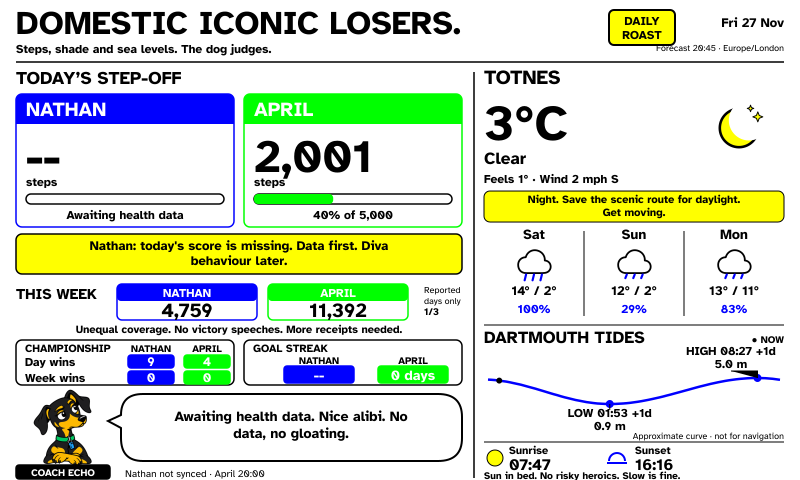 DOMESTIC ICONIC LOSERS.
Steps, shade and sea levels. The dog judges.
DAILY
ROAST
Fri 27 Nov
Forecast 20:45 · Europe/London
TODAY’S STEP-OFF
NATHAN
--
steps
Awaiting health data
APRIL
2,001
steps
40% of 5,000
Nathan: today's score is missing. Data first. Diva
behaviour later.
THIS WEEK
NATHAN
4,759
APRIL
11,392
Reported
days only
1/3
Unequal coverage. No victory speeches. More receipts needed.
CHAMPIONSHIP NATHAN APRIL
Day wins 9 4
Week wins 0 0
GOAL STREAK
NATHAN APRIL
-- 0 days
Awaiting health data. Nice alibi. No
data, no gloating.
COACH ECHO
Nathan not synced · April 20:00
TOTNES
3°C
Clear
Feels 1° · Wind 2 mph S
Night. Save the scenic route for daylight.
Get moving.
Sat Sun Mon
14° / 2° 12° / 2° 13° / 11°
100% 29% 83%
DARTMOUTH TIDES
• NOW
HIGH 08:27 +1d
5.0 m
LOW 01:53 +1d
0.9 m
Approximate curve · not for navigation
Sunrise
07:47
Sunset
16:16
Sun in bed. No risky heroics. Slow is fine.